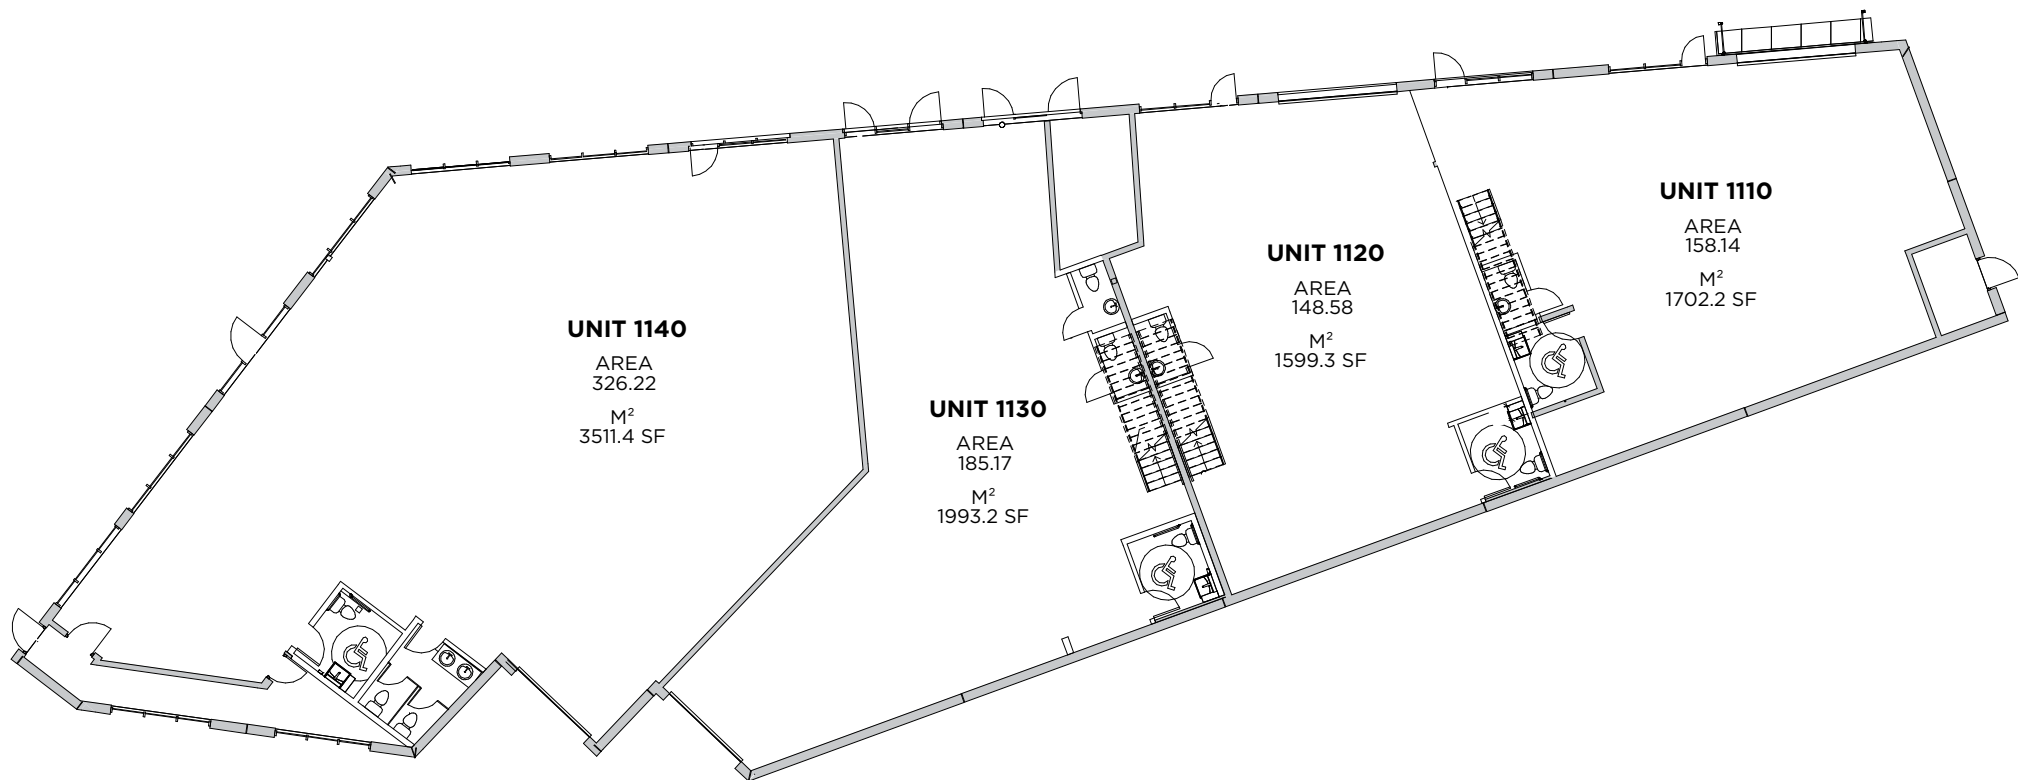 UNIT 1140
AREA
326.22
M²
3511.4 SF
UNIT 1130
AREA
185.17
M²
1993.2 SF
UNIT 1120
AREA
148.58
M²
1599.3 SF
UNIT 1110
AREA
158.14
M²
1702.2 SF